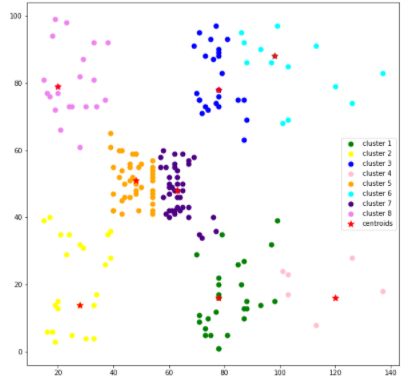 100
80
60
40
20
0
cluster 1
cluster 2
cluster 3
cluster 4
cluster 5
cluster 6
cluster 7
cluster 8
centroids
20
40
60
80
100
120
140